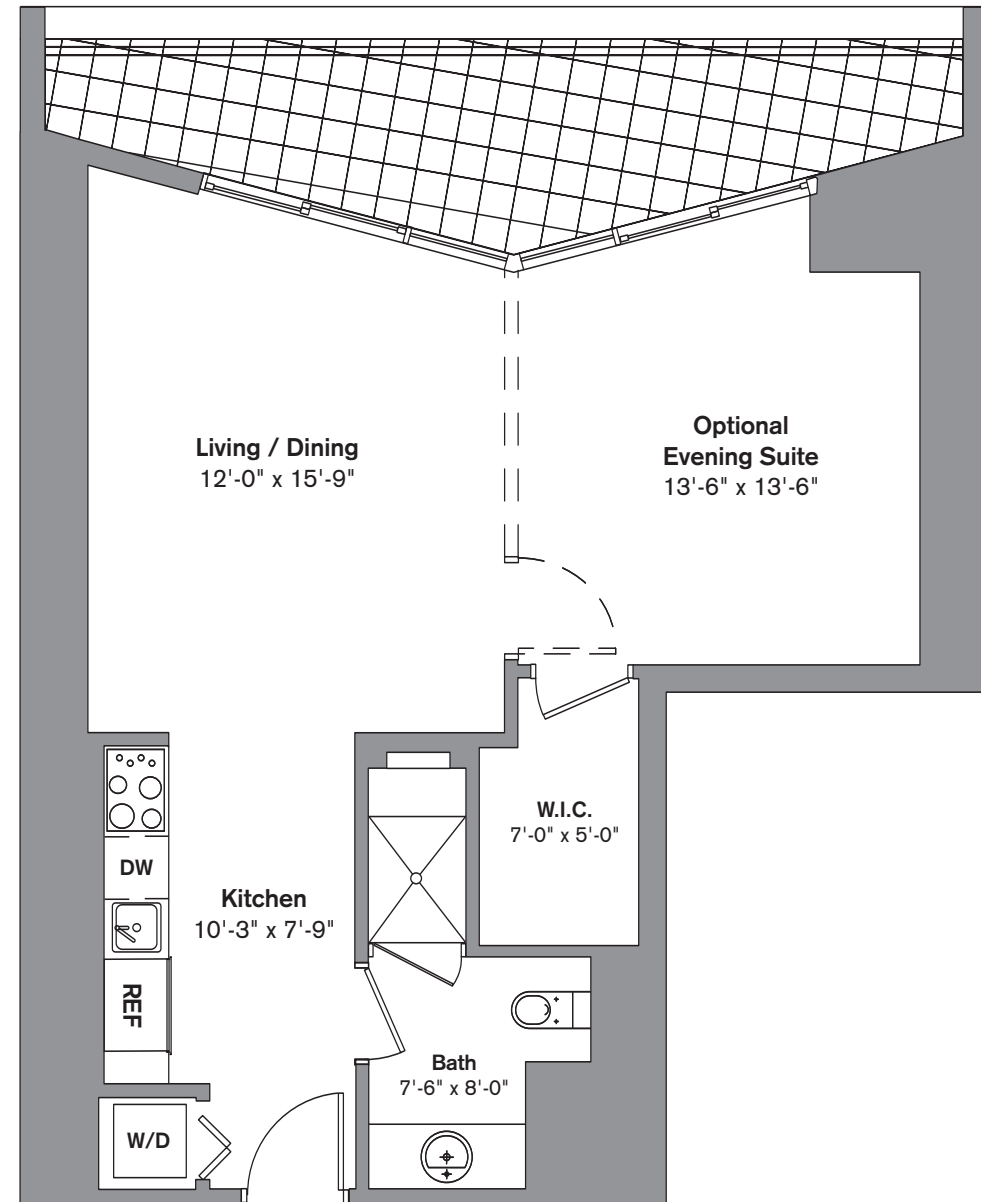 Living / Dining
12'-0" x 15'-9"
Optional
Evening Suite
13'-6" x 13'-6"
W.I.C.
7'-0" x 5'-0"
DW
Kitchen
10'-3" x 7'-9"
REF
Bath
7'-6" x 8'-0"
W/D